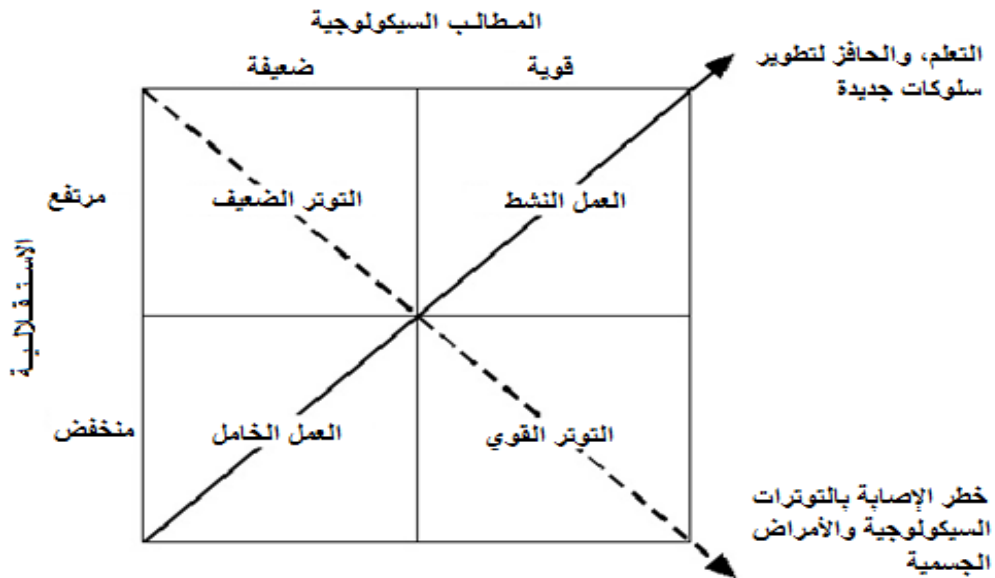 المطالب السيكولوجية
قوية
ضعيفة
التعلم، والحافز لتطوير
سلوكات جديدة
مرتفع
العمل النشط
التوتر الضعيف
الاستقلالية
منخفض
التوتر القوي
العمل الخامل
خطر الإصابة بالتوترات
السيكولوجية والأمراض
الجسمية